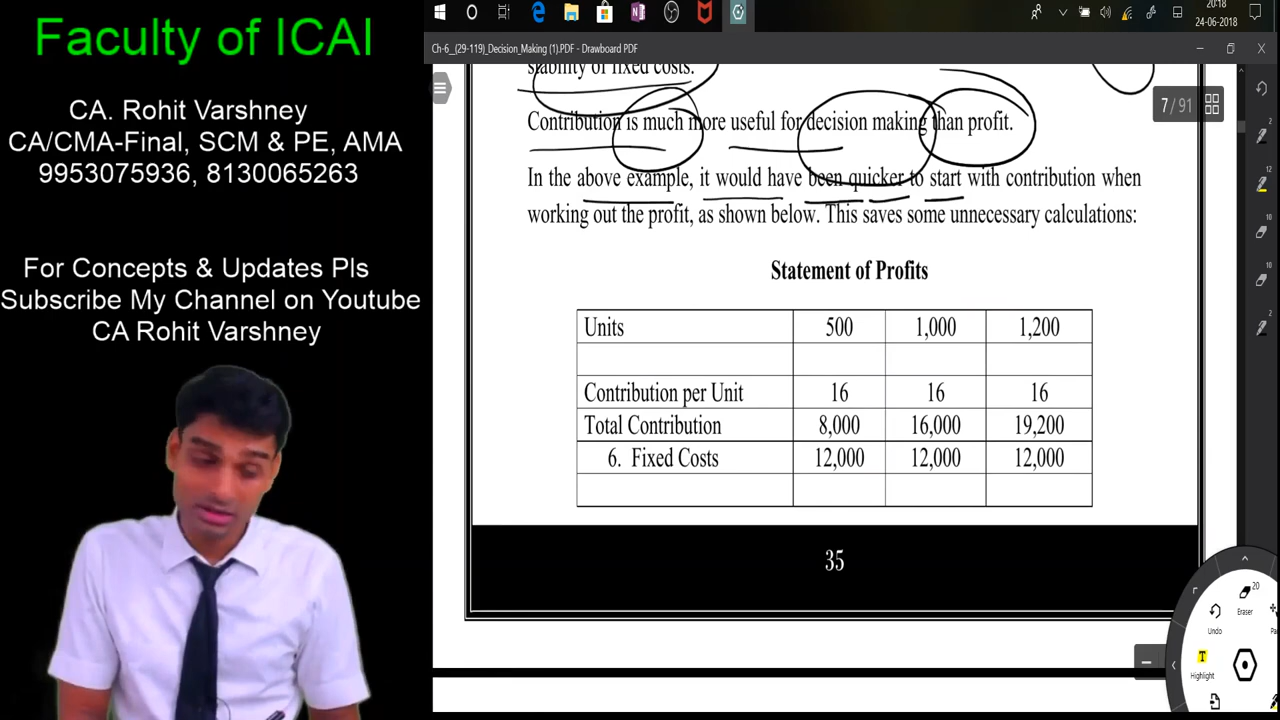 Faculty of ICAI
CA. Rohit Varshney
CA/CMA-Final, SCM & PE, AMA
9953075936, 8130065263
For Concepts & Updates Pls
Subscribe My Channel on Youtube
CA Rohit Varshney
20:18
24-06-2018
Ch-6_(29-119)_Decision_Making (1).PDF - Drawboard PDF
stability of fixed costs.
7 / 91
Contribution is much more useful for decision making than profit.
In the above example, it would have been quicker to start with contribution when
working out the profit, as shown below. This saves some unnecessary calculations:
Statement of Profits
Units 500 1,000 1,200
Contribution per Unit 16 16 16
Total Contribution 8,000 16,000 19,200
6. Fixed Costs 12,000 12,000 12,000
35
12
10
10
2
20
Eraser
Undo
T
Highlight